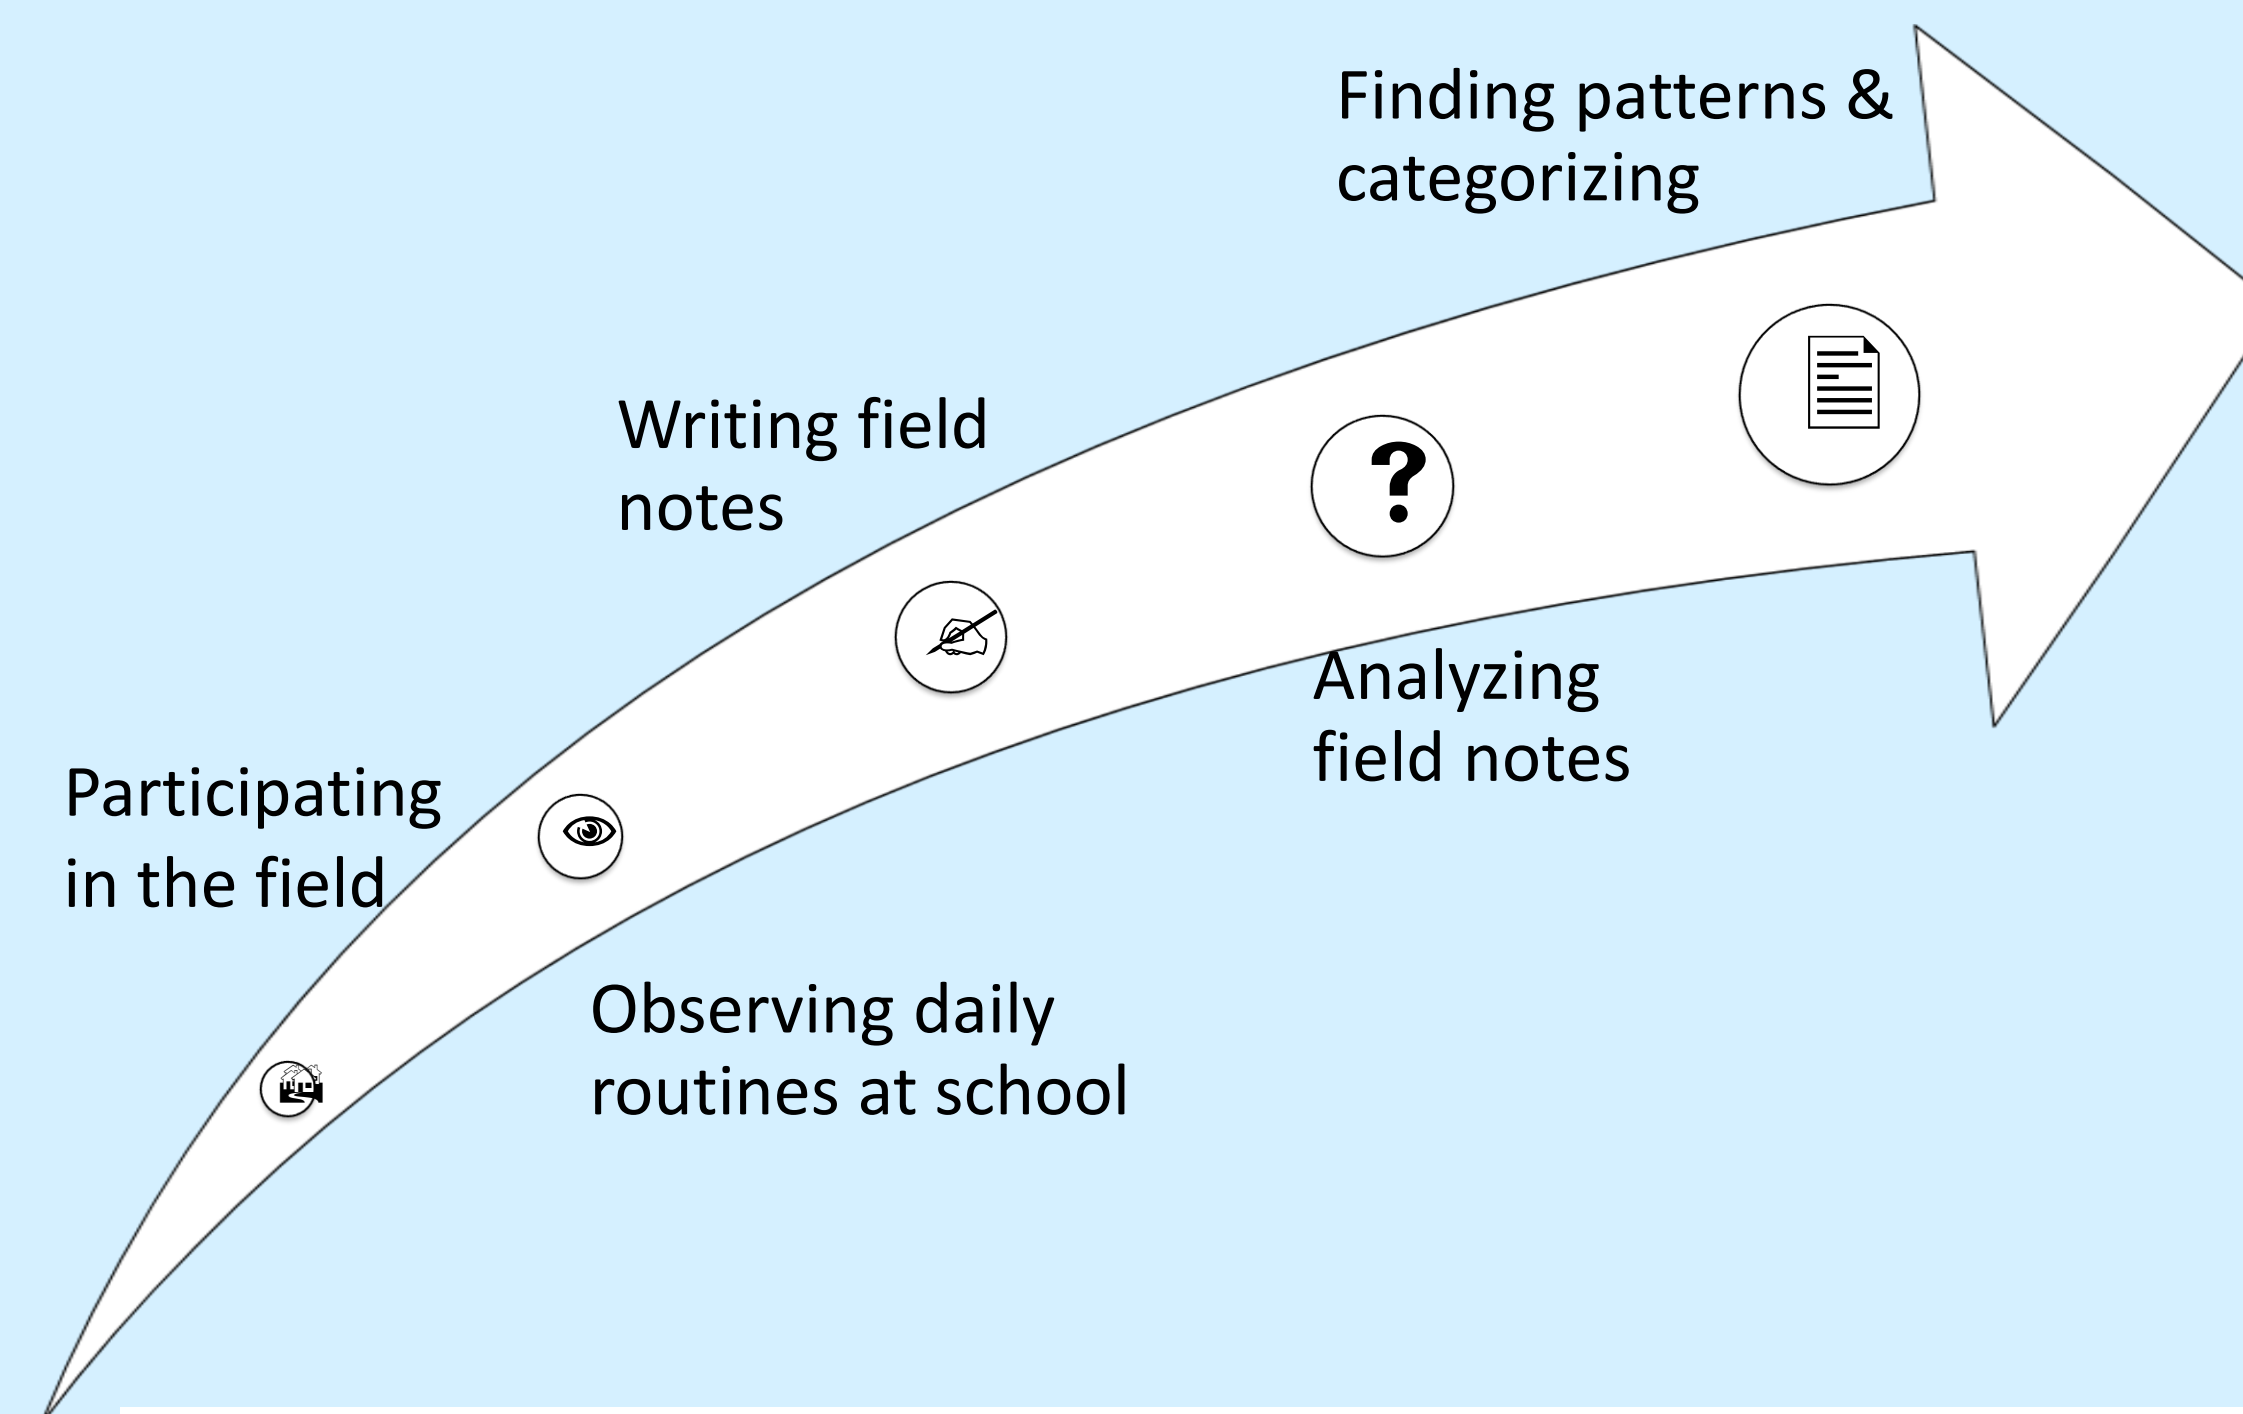 Finding patterns &
categorizing
Writing field
notes
Analyzing
field notes
Participating
in the field
Observing daily
routines at school
?